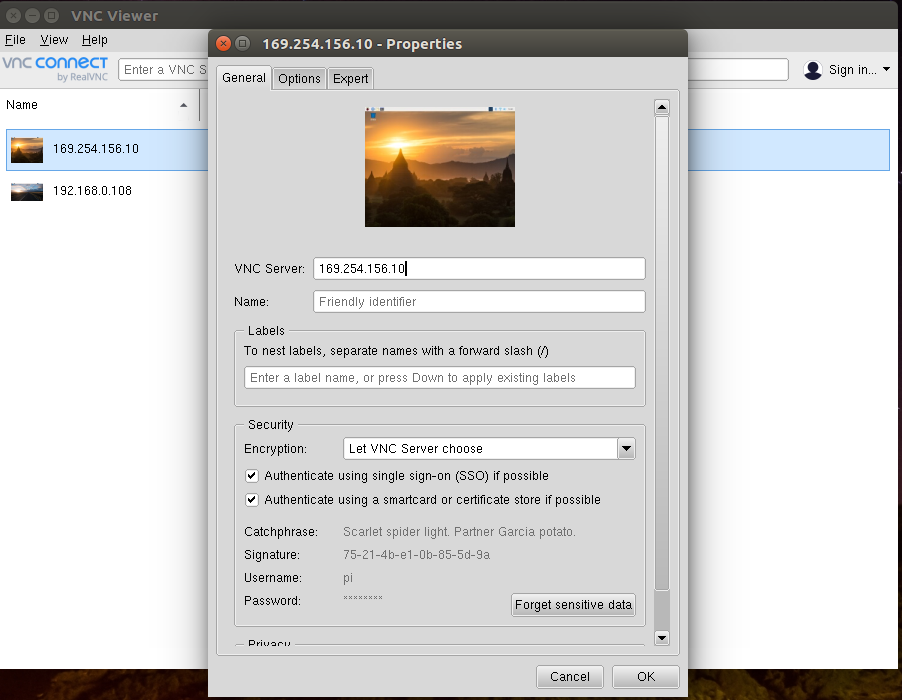 VNC Viewer
File View Help
vnc connect
by RealVNC
Enter a VNC S
Sign in...
Name
169.254.156.10
192.168.0.108
169.254.156.10 - Properties
General Options Expert
VNC Server: 169.254.156.10
Name: Friendly identifier
Labels
To nest labels, separate names with a forward slash (/)
Enter a label name, or press Down to apply existing labels
Security
Encryption: Let VNC Server choose
Authenticate using single sign-on (SSO) if possible
Authenticate using a smartcard or certificate store if possible
Catchphrase: Scarlet spider light. Partner Garcia potato.
Signature: 75-21-4b-e1-0b-85-5d-9a
Username: pi
Password: ********
Forget sensitive data
Privacy
Cancel OK